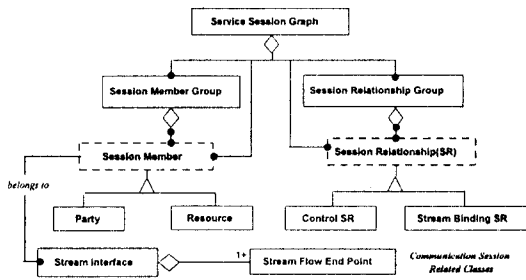 Service Session Graph
Session Member Group
Session Relationship Group
Session Member
Session Relationship(SR)
belongs to
Party
Resource
Control SR
Stream Binding SR
Stream Interface
1+
Stream Flow End Point
Communication Session
Related Classes